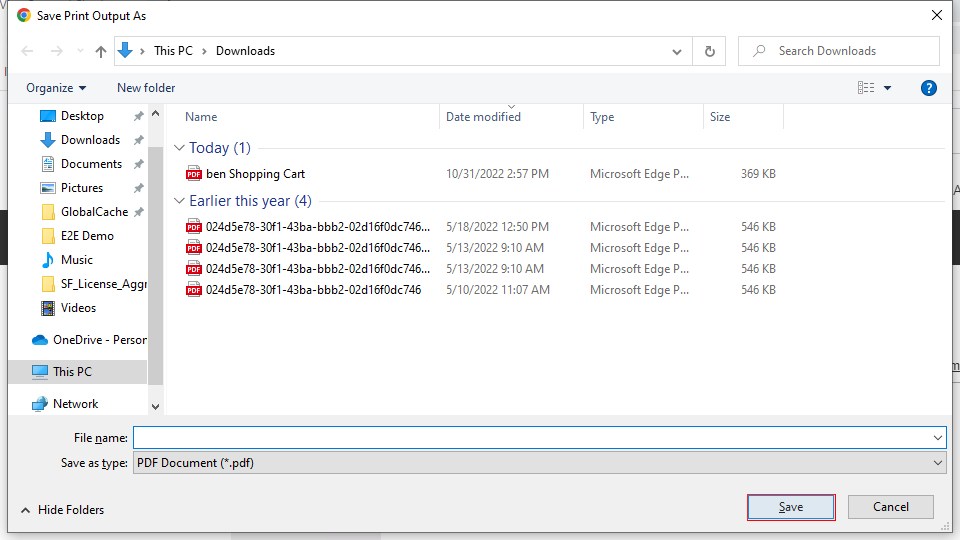 Save Print Output As
This PC > Downloads
Search Downloads
Organize
New folder
?
Desktop
Downloads
Documents
Pictures
GlobalCache
E2E Demo
Music
SF_License_Aggr
Videos
OneDrive - Person
This PC
Network
Name Date modified Type Size
Today (1)
PDF ben Shopping Cart 10/31/2022 2:57 PM Microsoft Edge P... 369 KB
Earlier this year (4)
PDF 024d5e78-30f1-43ba-bbb2-02d16f0dc746... 5/18/2022 12:50 PM Microsoft Edge P... 546 KB
PDF 024d5e78-30f1-43ba-bbb2-02d16f0dc746... 5/13/2022 9:10 AM Microsoft Edge P... 546 KB
PDF 024d5e78-30f1-43ba-bbb2-02d16f0dc746... 5/13/2022 9:10 AM Microsoft Edge P... 546 KB
PDF 024d5e78-30f1-43ba-bbb2-02d16f0dc746 5/10/2022 11:07 AM Microsoft Edge P... 546 KB
File name:
Save as type: PDF Document (*.pdf)
Hide Folders
Save
Cancel